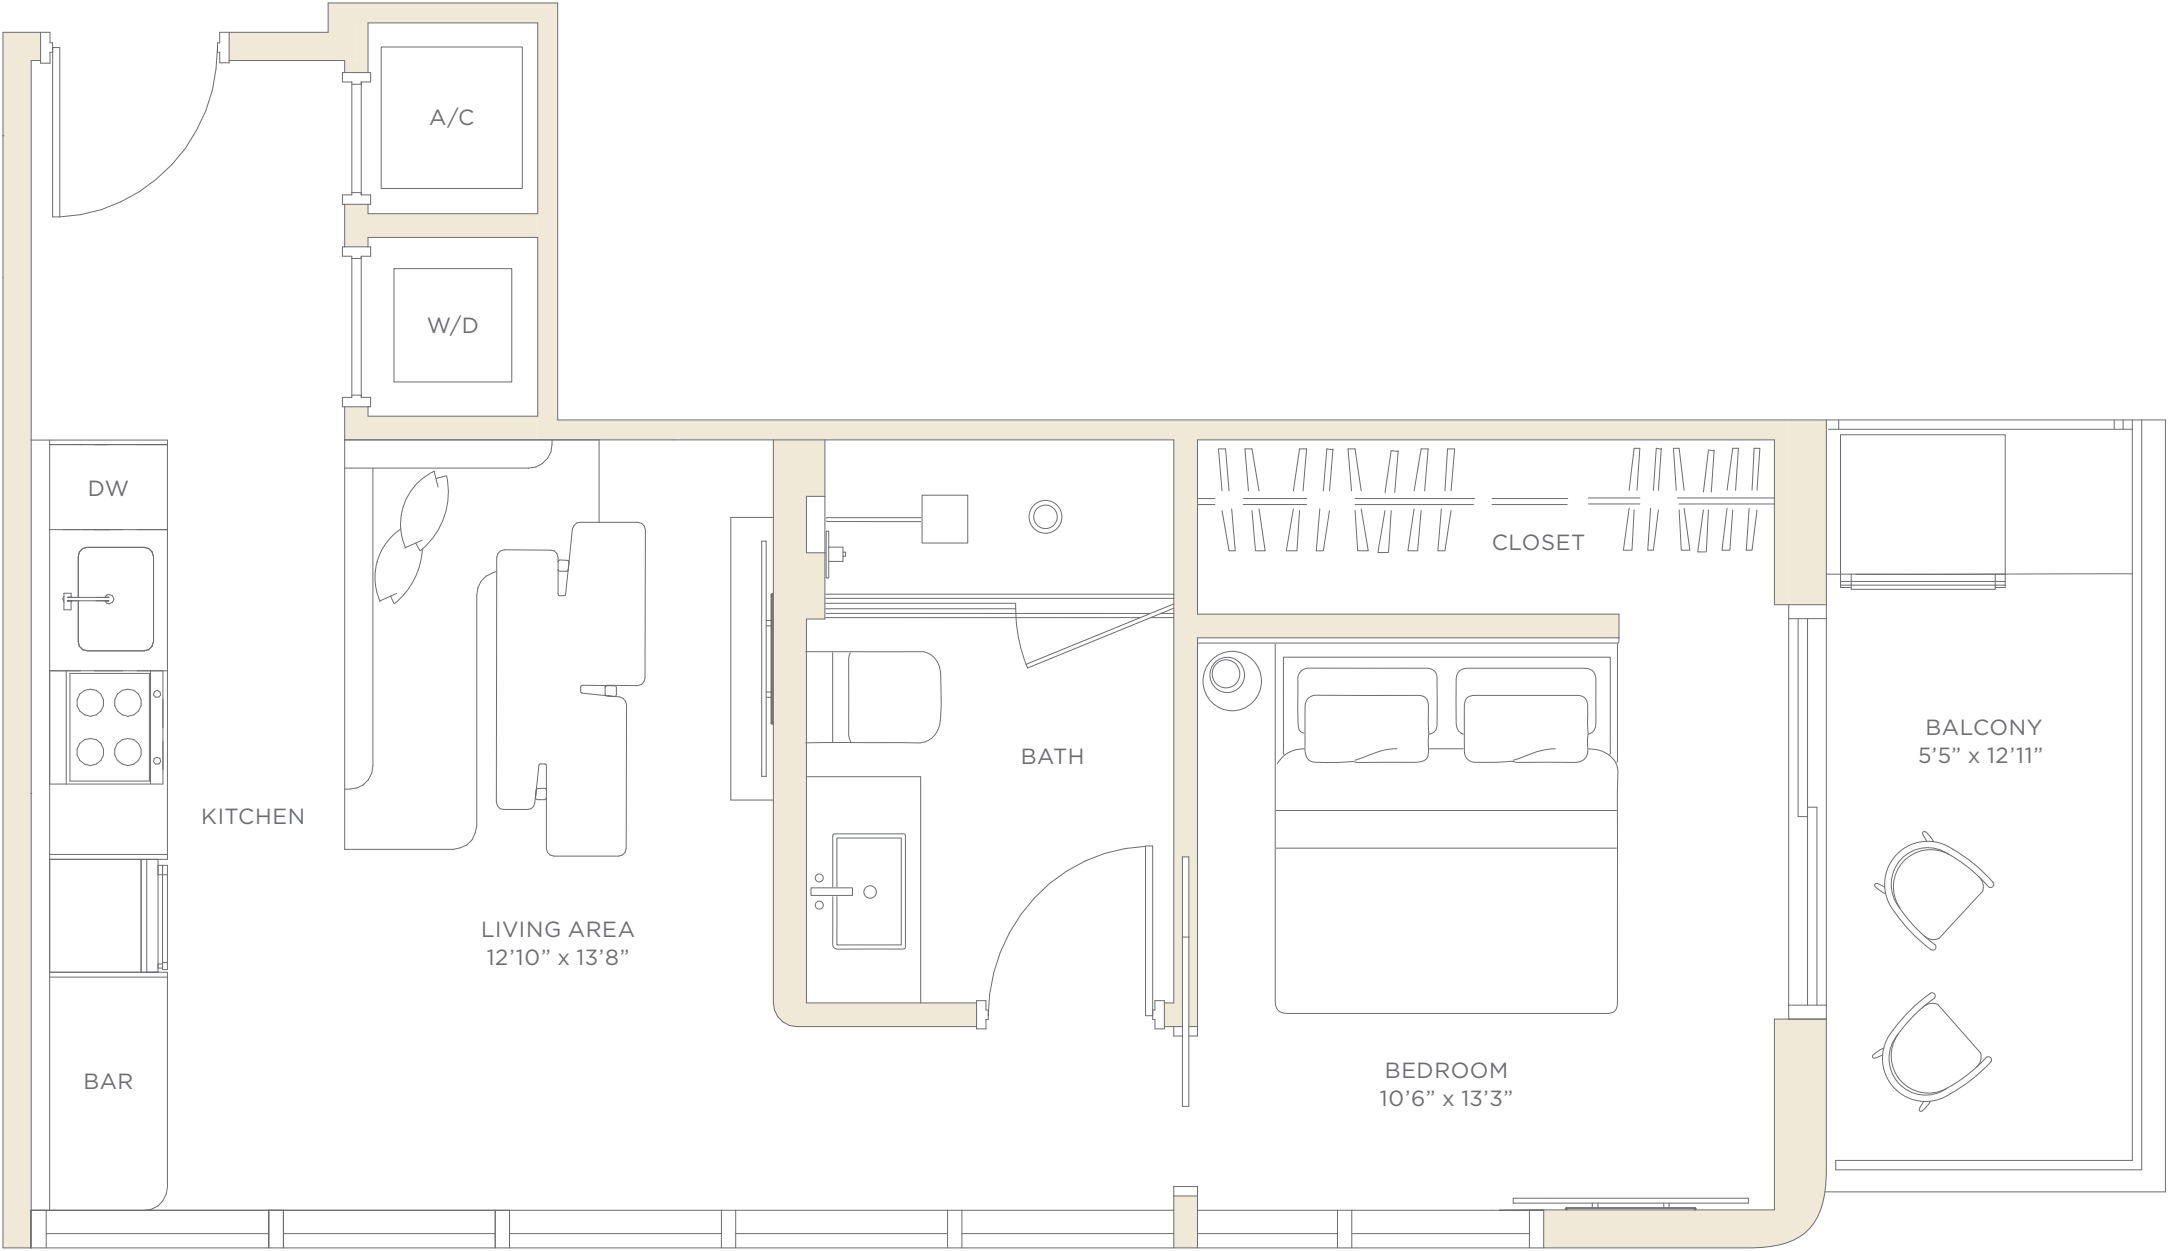 A/C
W/D
DW
CLOSET
BALCONY
5’5” x 12’11”
BATH
KITCHEN
LIVING AREA
12’10” x 13’8”
BEDROOM
10’6” x 13’3”
BAR